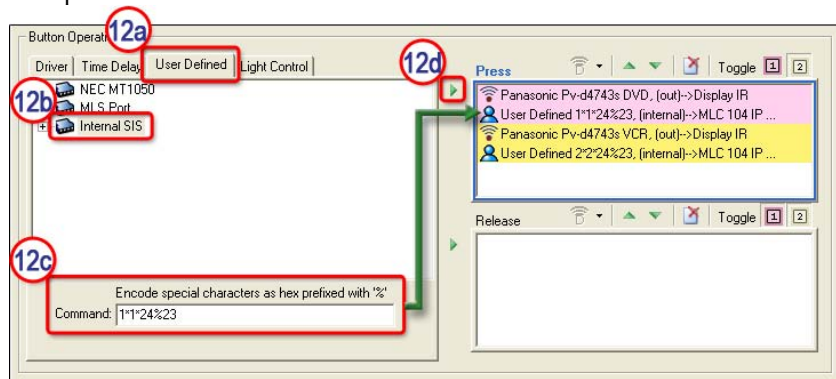 12a
Button Operati
Driver Time Delay User Defined Light Control
12d
Press
Toggle 1 2
12b
NEC MT1050
MLS Port
Internal SIS
Panasonic Pv-d4743s DVD, (out)-->Display IR
User Defined 1*1*24%23, (internal)-->MLC 104 IP ...
Panasonic Pv-d4743s VCR, (out)-->Display IR
User Defined 2*2*24%23, (internal)-->MLC 104 IP ...
Release
Toggle 1 2
12c
Encode special characters as hex prefixed with '%'
Command: 1*1*24%23